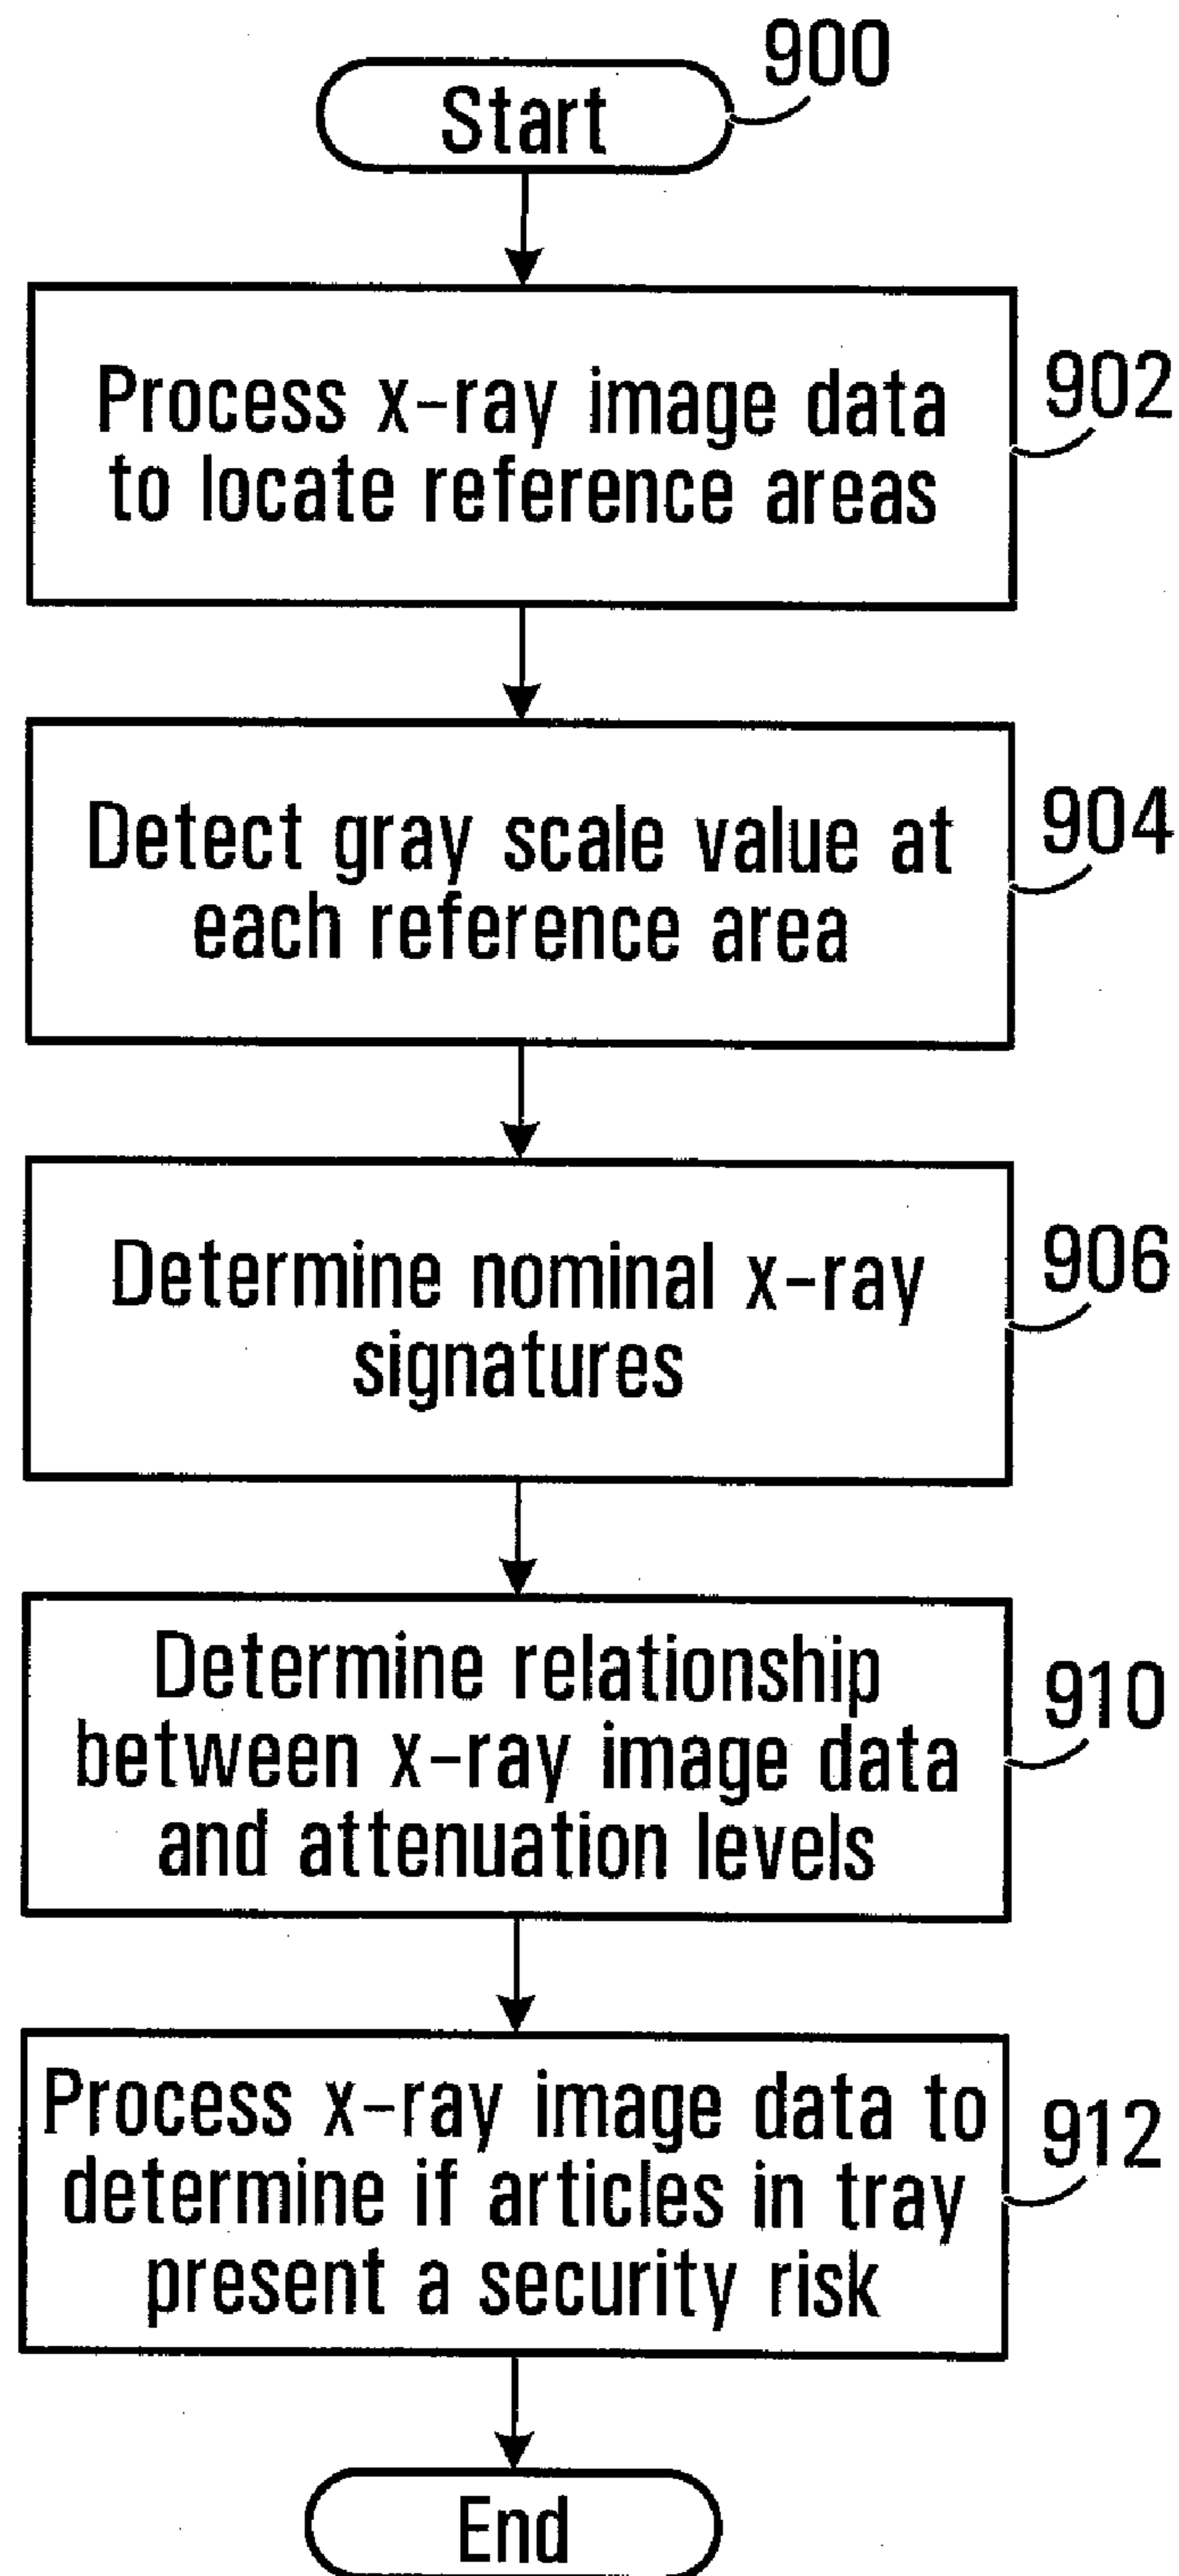 900
Start
Process x-ray image data
to locate reference areas
902
Detect gray scale value at
each reference area
904
Determine nominal x-ray
signatures
906
Determine relationship
between x-ray image data
and attenuation levels
910
Process x-ray image data to
determine if articles in tray
present a security risk
912
End